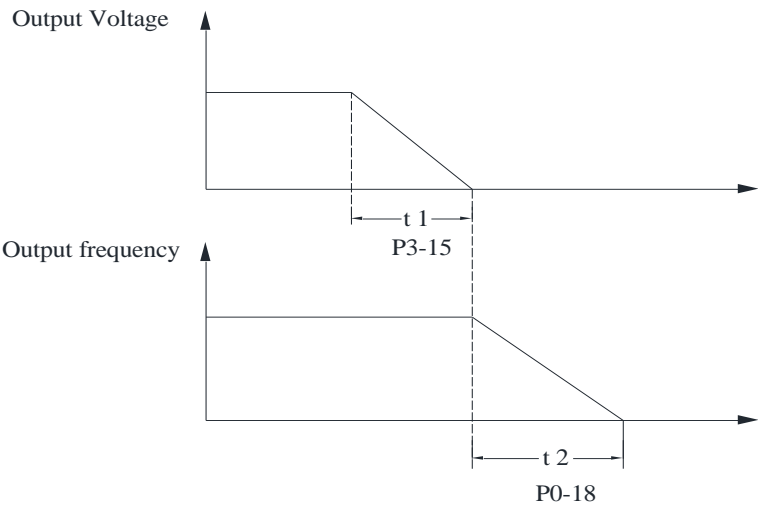 Output Voltage
t 1
P3-15
Output frequency
t 2
P0-18